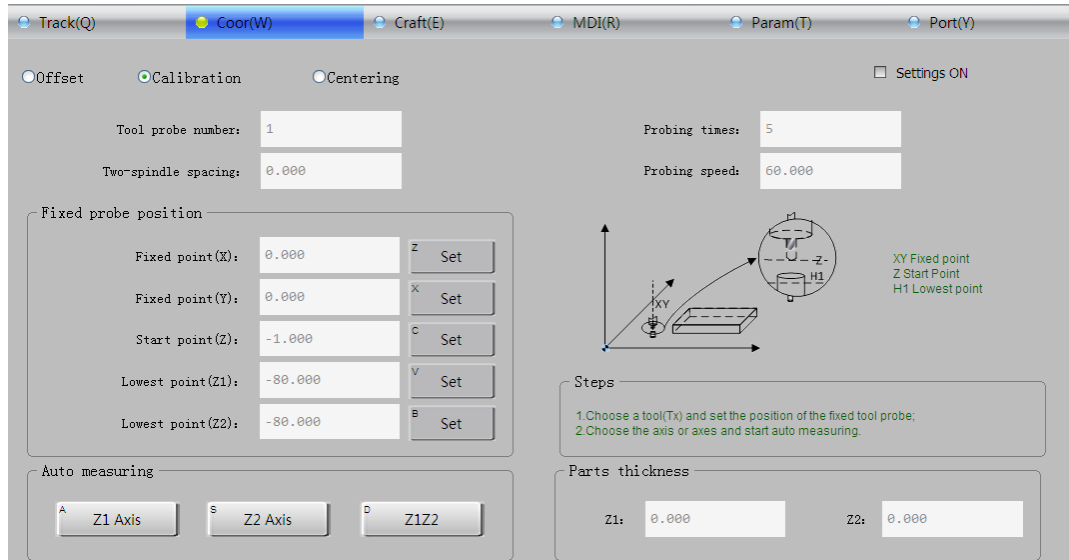 Track(Q) Coor(W) Craft(E) MDI(R) Param(T) Port(Y)
Offset Calibration Centering Settings ON
Tool probe number: 1 Probing times: 5
Two-spindle spacing: 0.000 Probing speed: 60.000
Fixed probe position
Fixed point(X): 0.000 Z Set
Fixed point(Y): 0.000 X Set
Start point(Z): -1.000 C Set
Lowest point(Z1): -80.000 V Set
Lowest point(Z2): -80.000 B Set
XY
Z
H1
XY Fixed point
Z Start Point
H1 Lowest point
Steps
1.Choose a tool(Tx) and set the position of the fixed tool probe;
2.Choose the axis or axes and start auto measuring.
Auto measuring
A Z1 Axis S Z2 Axis D Z1Z2
Parts thickness
Z1: 0.000 Z2: 0.000